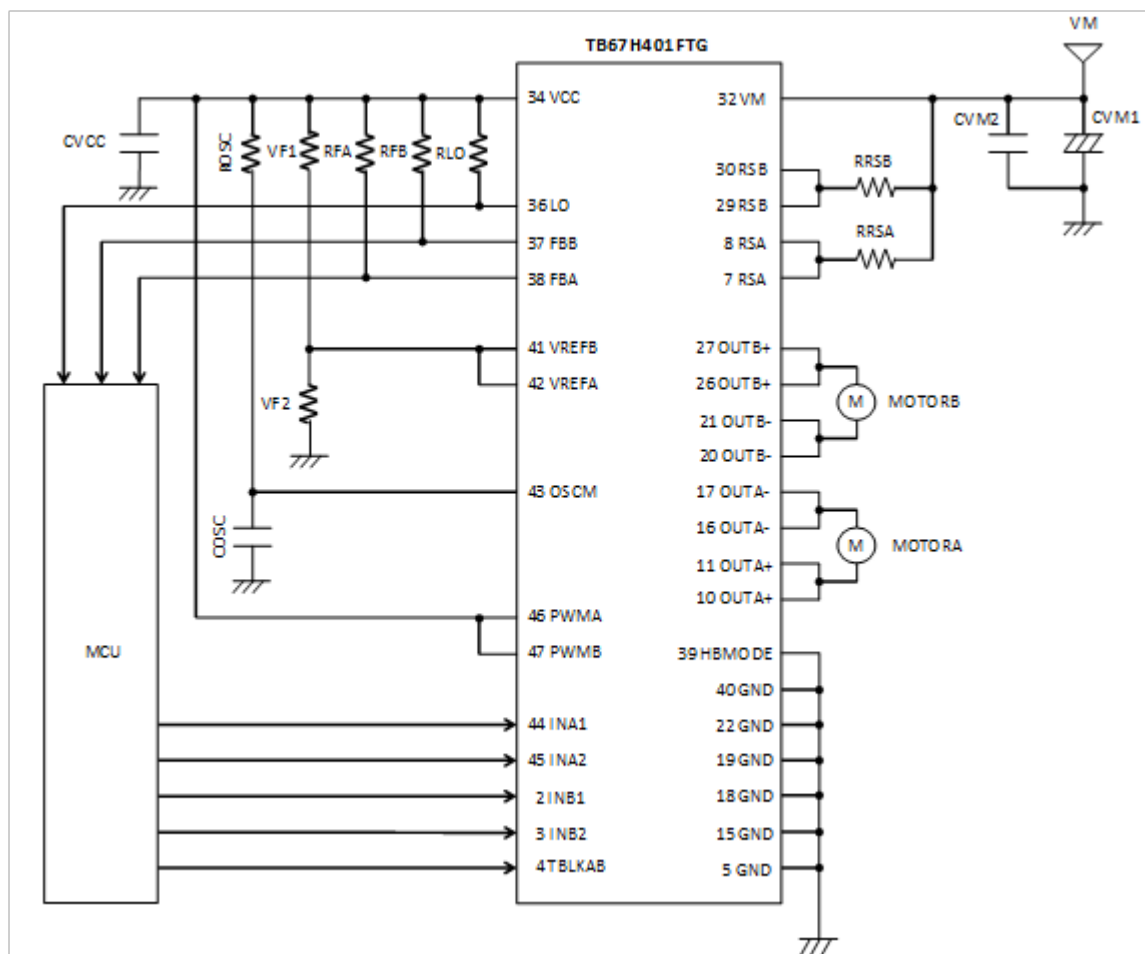 VM
TB67H401FTG
34 VCC
32 VM
CVCC
ROSC
VF1
RFA
RFB
RLO
CVM2
CVM1
30 RSB
RRSB
36 LO
29 RSB
37 FBB
8 RSA
RRSA
38 FBA
7 RSA
41 VREFB
27 OUTB+
42 VREFA
26 OUTB+
M
MOTORB
VF2
21 OUTB-
20 OUTB-
43 OSCM
17 OUTA-
COSC
16 OUTA-
M
MOTORA
11 OUTA+
10 OUTA+
46 PWMA
MCU
47 PWMB
39 HBMODE
40 GND
44 INA1
22 GND
45 INA2
19 GND
2 INB1
18 GND
3 INB2
15 GND
4 TBLKAB
5 GND